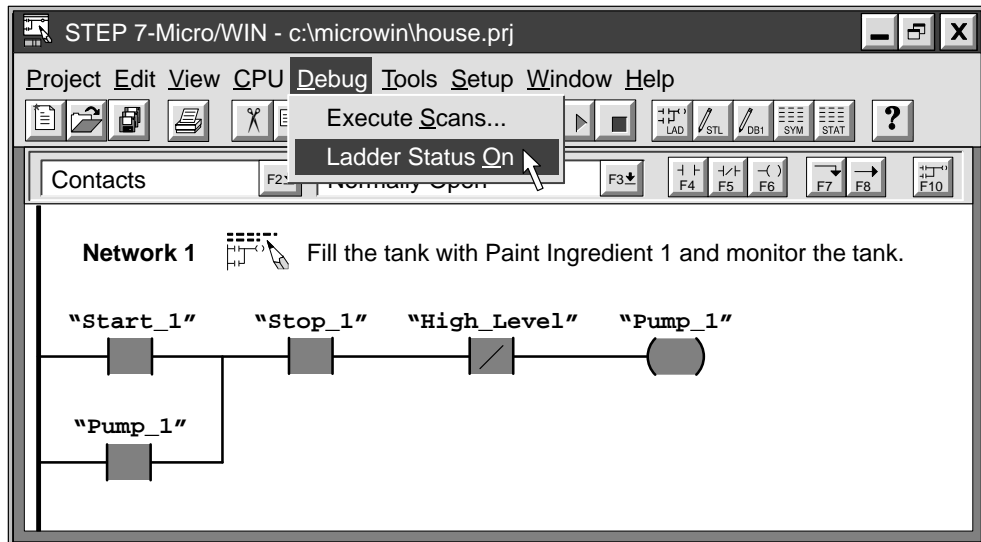 STEP 7-Micro/WIN - c:\microwin\house.prj
Project Edit View CPU Debug Tools Setup Window Help
Execute Scans...
LAD STL DB1 SYM STAT ?
Ladder Status On
Contacts F2 F3 F4 F5 F6 F7 F8 F10
Network 1 Fill the tank with Paint Ingredient 1 and monitor the tank.
“Start_1” “Stop_1” “High_Level” “Pump_1”
“Pump_1”